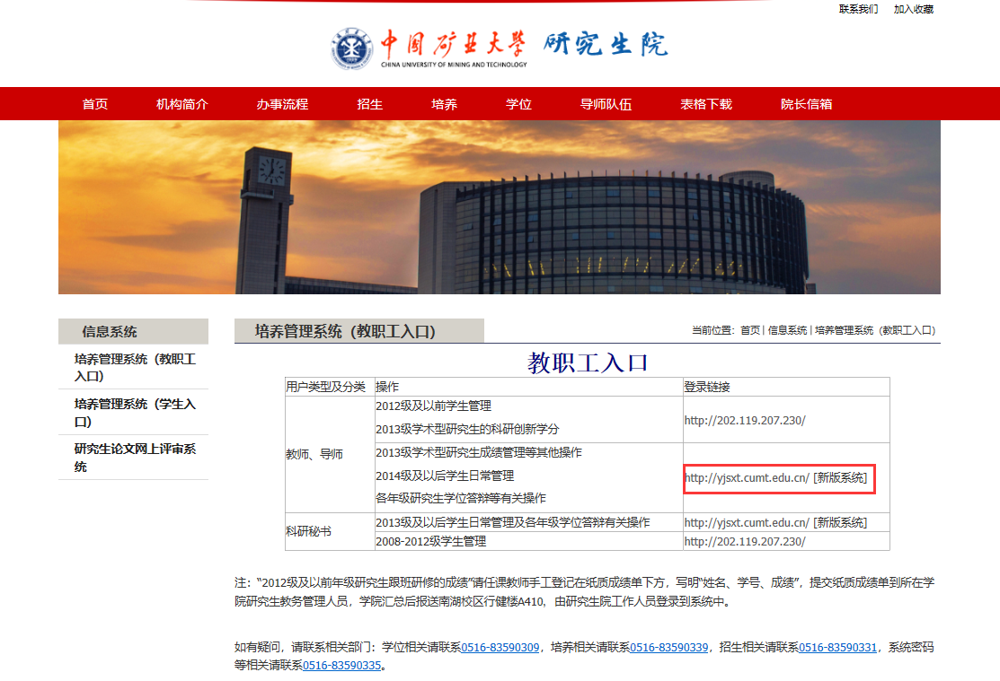 联系我们 加入收藏
中国矿业大学 研究生院
CHINA UNIVERSITY OF MINING AND TECHNOLOGY
首页 机构简介 办事流程 招生 培养 学位 导师队伍 表格下载 院长信箱
信息系统
培养管理系统（教职工
入口）
培养管理系统（学生入
口）
研究生论文网上评审系
统
培养管理系统（教职工入口）
当前位置：首页 | 信息系统 | 培养管理系统（教职工入口）
教职工入口
用户类型及分类 操作 登录链接
教师、导师
2012级及以前学生管理
2013级学术型研究生的科研创新学分
http://202.119.207.230/
2013级学术型研究生成绩管理等其他操作
2014级及以后学生日常管理
各年级研究生学位答辩等有关操作
http://yjsxt.cumt.edu.cn/ [新版系统]
科研秘书
2013级及以后学生日常管理及各年级学位答辩有关操作 http://yjsxt.cumt.edu.cn/ [新版系统]
2008-2012级学生管理 http://202.119.207.230/
注：“2012级及以前年级研究生跟班研修的成绩”请任课教师手工登记在纸质成绩单下方，写明“姓名、学号、成绩”，提交纸质成绩单到所在学
院研究生教务管理人员，学院汇总后报送南湖校区行健楼A410，由研究生院工作人员登录到系统中。
如有疑问，请联系相关部门：学位相关请联系0516-83590309，培养相关请联系0516-83590339，招生相关请联系0516-83590331，系统密码
等相关请联系0516-83590335。